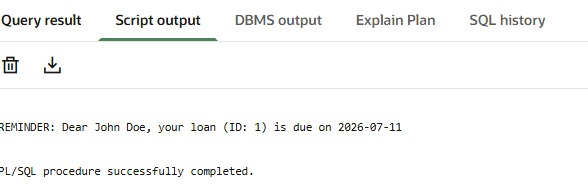 Query result Script output DBMS output Explain Plan SQL history
REMINDER: Dear John Doe, your loan (ID: 1) is due on 2026-07-11
PL/SQL procedure successfully completed.